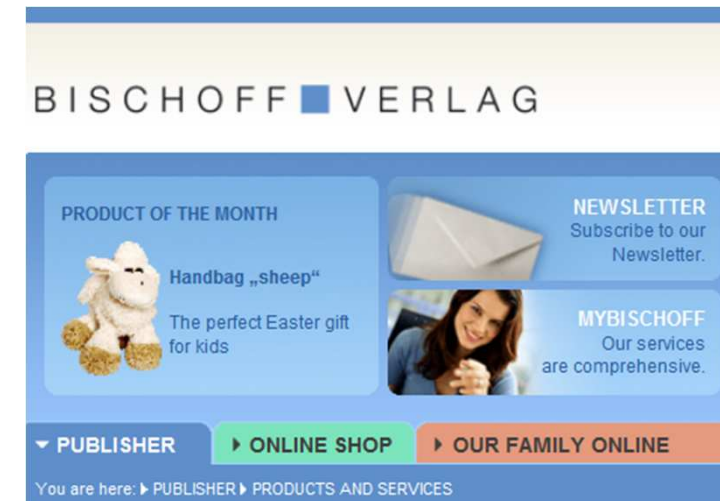 BISCHOFF VERLAG
PRODUCT OF THE MONTH
Handbag „sheep“
The perfect Easter gift
for kids
NEWSLETTER
Subscribe to our
Newsletter.
MYBISCHOFF
Our services
are comprehensive.
PUBLISHER
ONLINE SHOP
OUR FAMILY ONLINE
You are here: PUBLISHER PRODUCTS AND SERVICES